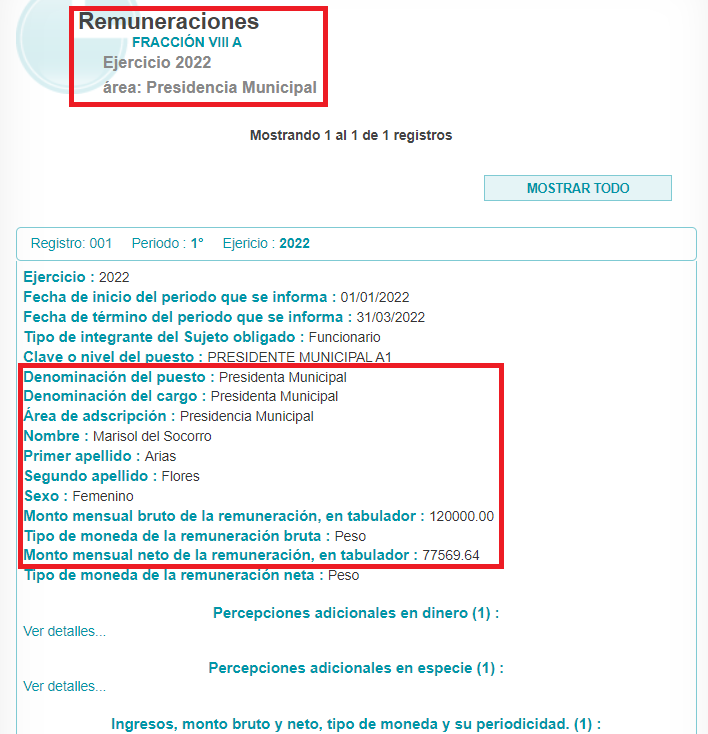 Remuneraciones
FRACCIÓN VIII A
Ejercicio 2022
área: Presidencia Municipal
Mostrando 1 al 1 de 1 registros
MOSTRAR TODO
Registro: 001 Periodo : 1° Ejericio : 2022
Ejercicio : 2022
Fecha de inicio del periodo que se informa : 01/01/2022
Fecha de término del periodo que se informa : 31/03/2022
Tipo de integrante del Sujeto obligado : Funcionario
Clave o nivel del puesto : PRESIDENTE MUNICIPAL A1
Denominación del puesto : Presidenta Municipal
Denominación del cargo : Presidenta Municipal
Área de adscripción : Presidencia Municipal
Nombre : Marisol del Socorro
Primer apellido : Arias
Segundo apellido : Flores
Sexo : Femenino
Monto mensual bruto de la remuneración, en tabulador : 120000.00
Tipo de moneda de la remuneración bruta : Peso
Monto mensual neto de la remuneración, en tabulador : 77569.64
Tipo de moneda de la remuneración neta : Peso
Percepciones adicionales en dinero (1) :
Ver detalles...
Percepciones adicionales en especie (1) :
Ver detalles...
Ingresos, monto bruto y neto, tipo de moneda y su periodicidad. (1) :